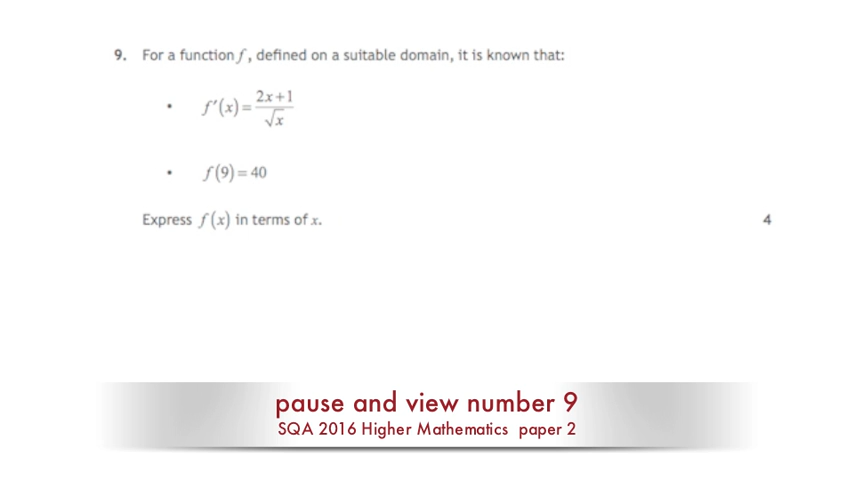 9. For a function f, defined on a suitable domain, it is known that:
• f′(x) = (2x+1)/√x
• f(9) = 40
Express f(x) in terms of x. 4
pause and view number 9
SQA 2016 Higher Mathematics paper 2